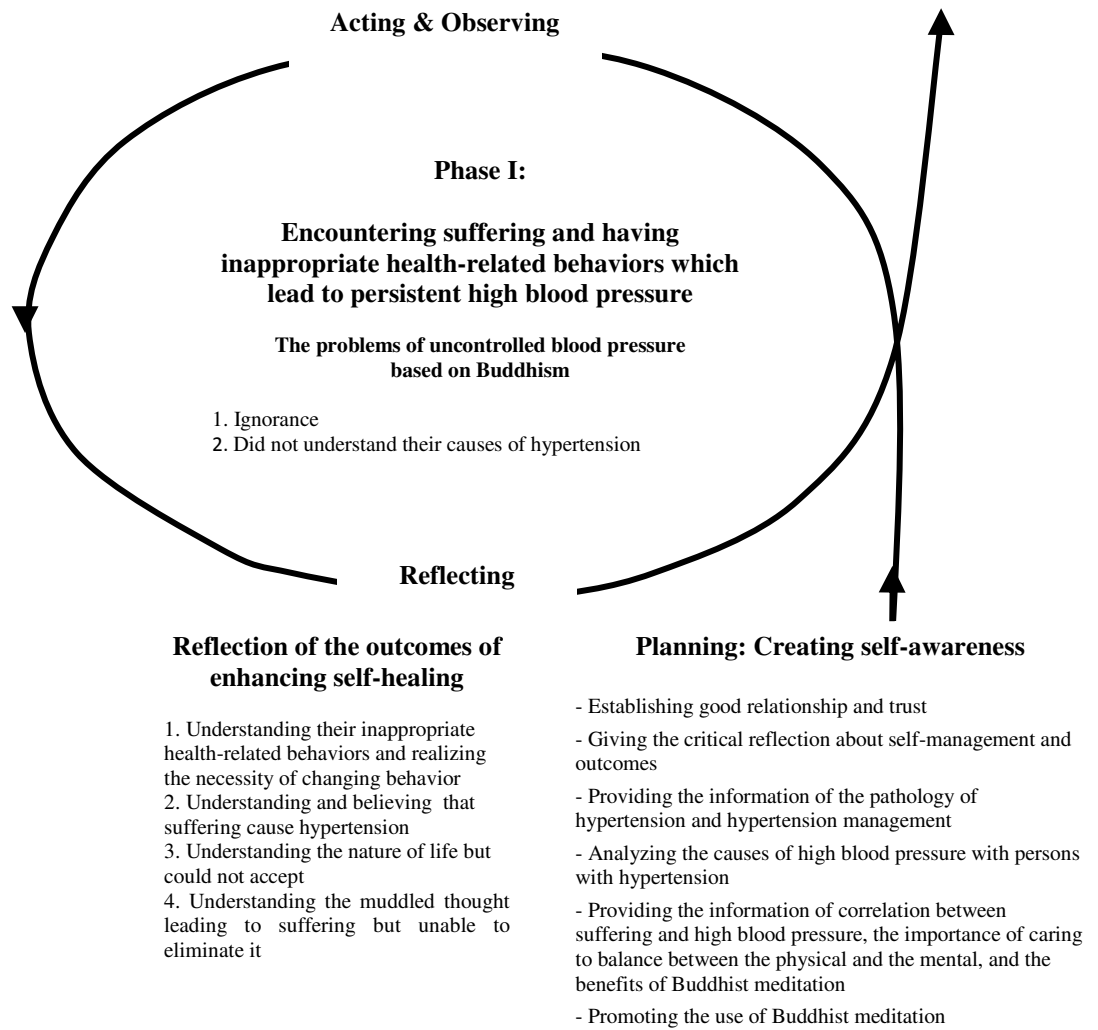 Acting & Observing
Phase I:
Encountering suffering and having
inappropriate health-related behaviors which
lead to persistent high blood pressure
The problems of uncontrolled blood pressure
based on Buddhism
1. Ignorance
2. Did not understand their causes of hypertension
Reflecting
Reflection of the outcomes of
enhancing self-healing
1. Understanding their inappropriate
health-related behaviors and realizing
the necessity of changing behavior
2. Understanding and believing that
suffering cause hypertension
3. Understanding the nature of life but
could not accept
4. Understanding the muddled thought
leading to suffering but unable to
eliminate it
Planning: Creating self-awareness
- Establishing good relationship and trust
- Giving the critical reflection about self-management and
outcomes
- Providing the information of the pathology of
hypertension and hypertension management
- Analyzing the causes of high blood pressure with persons
with hypertension
- Providing the information of correlation between
suffering and high blood pressure, the importance of caring
to balance between the physical and the mental, and the
benefits of Buddhist meditation
- Promoting the use of Buddhist meditation